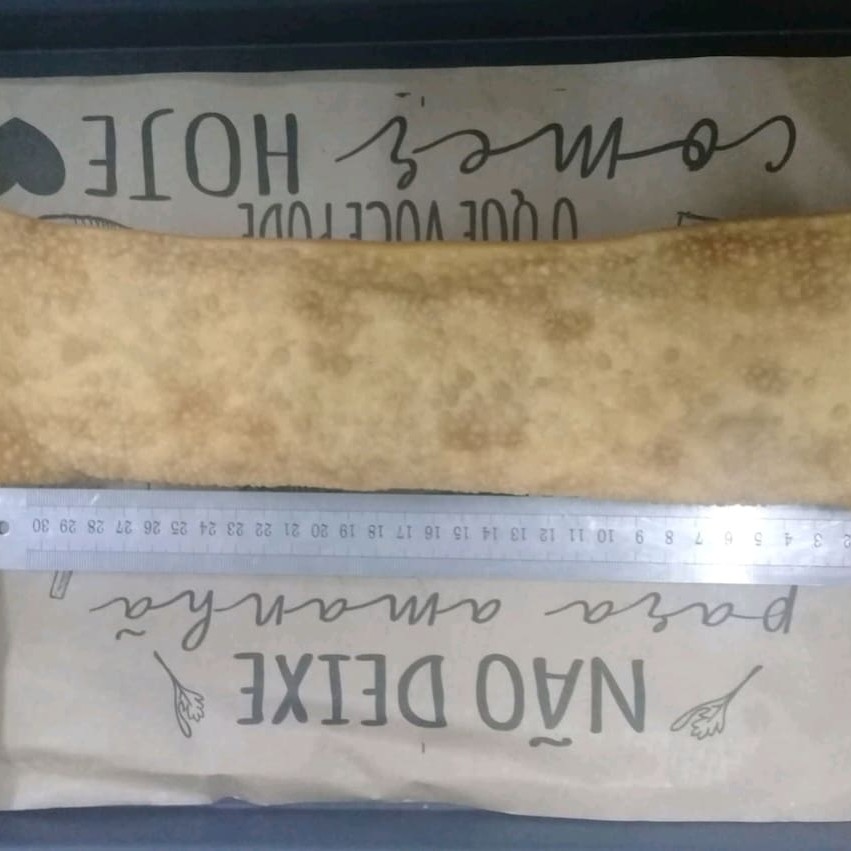 NÃO DEIXE
para amanhã
2 3 4 5 6 7 8 9 10 11 12 13 14 15 16 17 18 19 20 21 22 23 24 25 26 27 28 29 30
O QUE VOCÊ PODE
comer HOJE